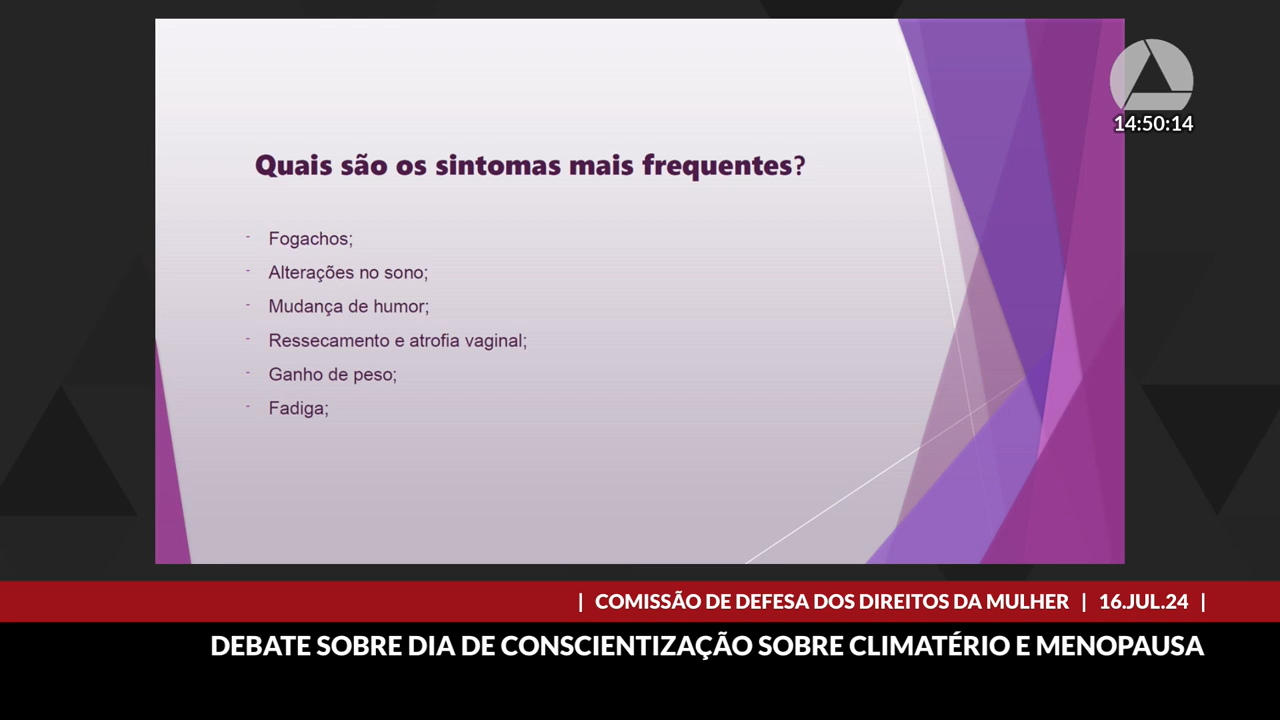 14:50:14
Quais são os sintomas mais frequentes?
- Fogachos;
- Alterações no sono;
- Mudança de humor;
- Ressecamento e atrofia vaginal;
- Ganho de peso;
- Fadiga;
| COMISSÃO DE DEFESA DOS DIREITOS DA MULHER | 16.JUL.24 |
DEBATE SOBRE DIA DE CONSCIENTIZAÇÃO SOBRE CLIMATÉRIO E MENOPAUSA